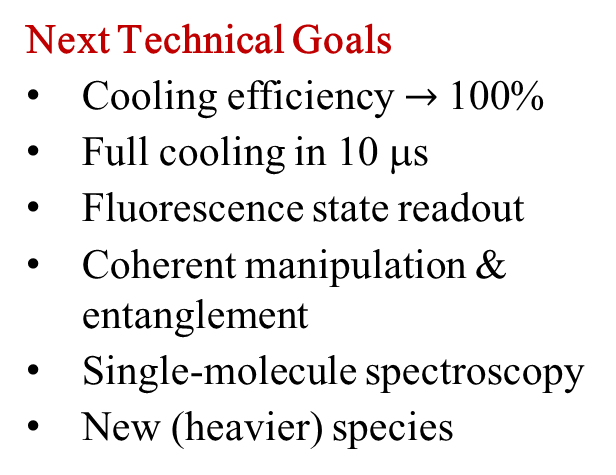 Next Technical Goals
• Cooling efficiency → 100%
• Full cooling in 10 μs
• Fluorescence state readout
• Coherent manipulation &
entanglement
• Single-molecule spectroscopy
• New (heavier) species